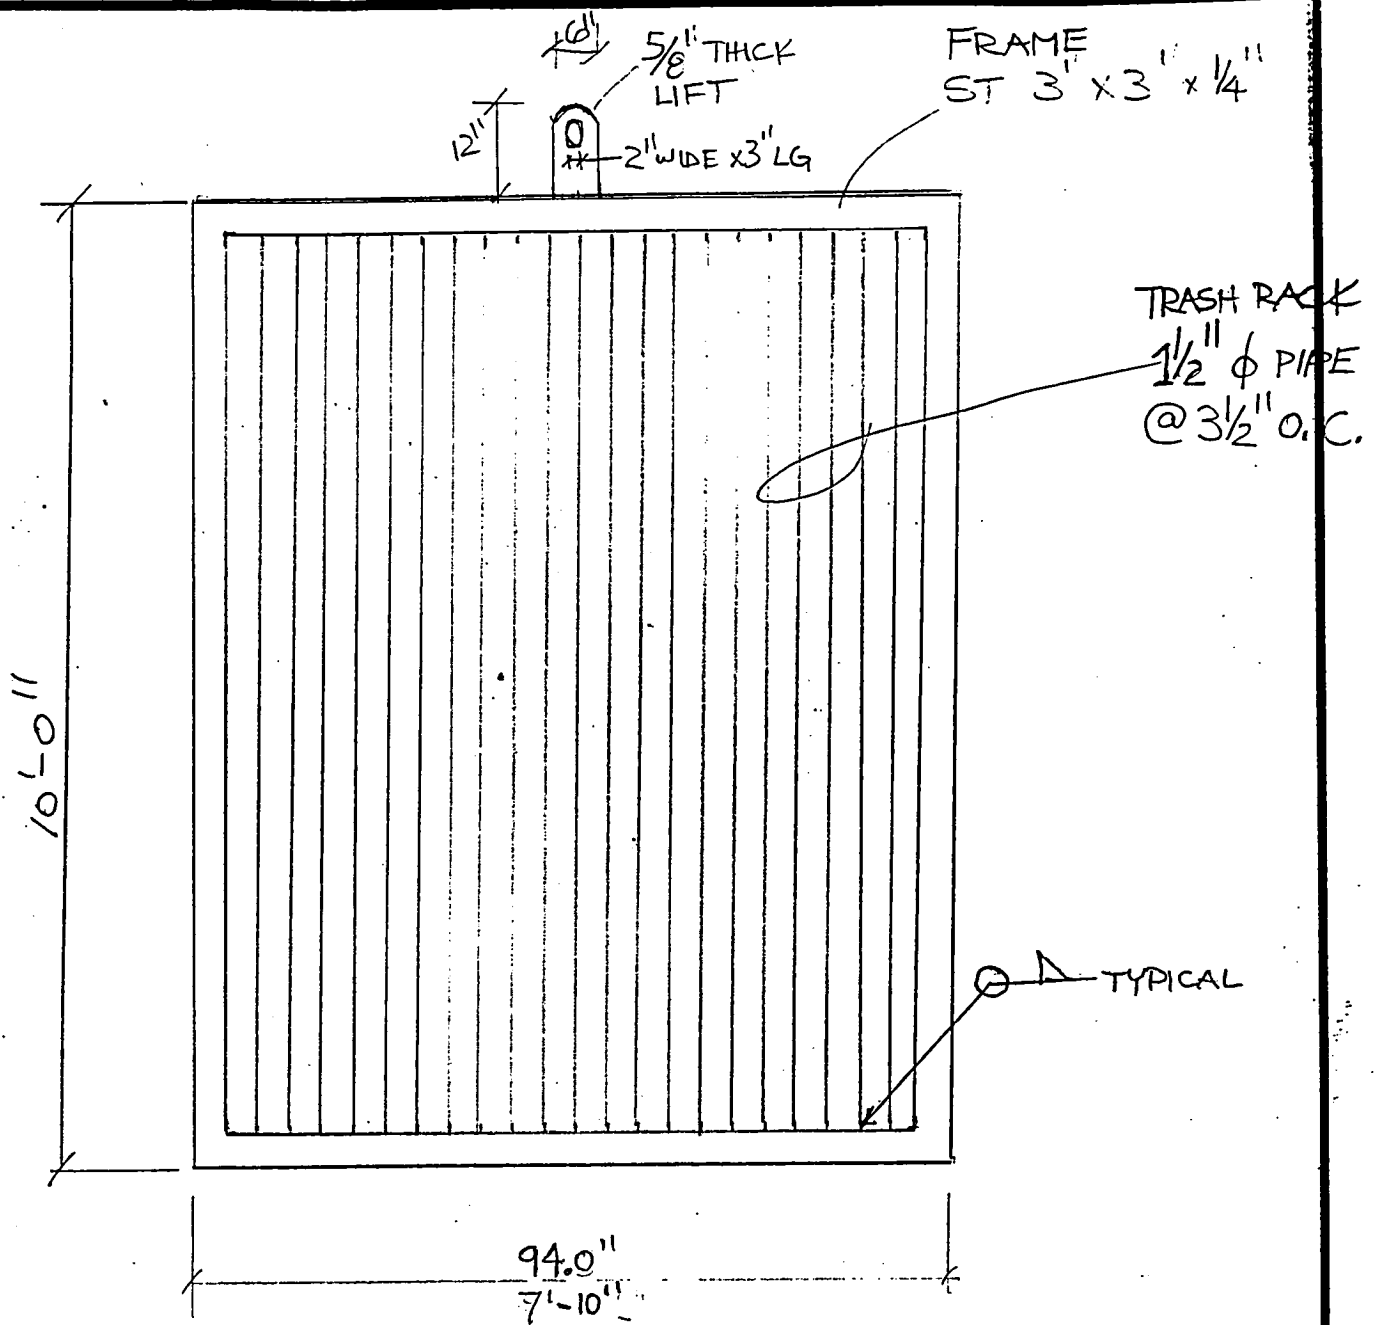 6"
5/8" THICK
LIFT
12"
2" WIDE x3" LG
FRAME
ST 3" x 3" x 1/4"
TRASH RACK
1 1/2" ϕ PIPE
@ 3 1/2" O.C.
10'-0"
TYPICAL
94.0"
7'-10"